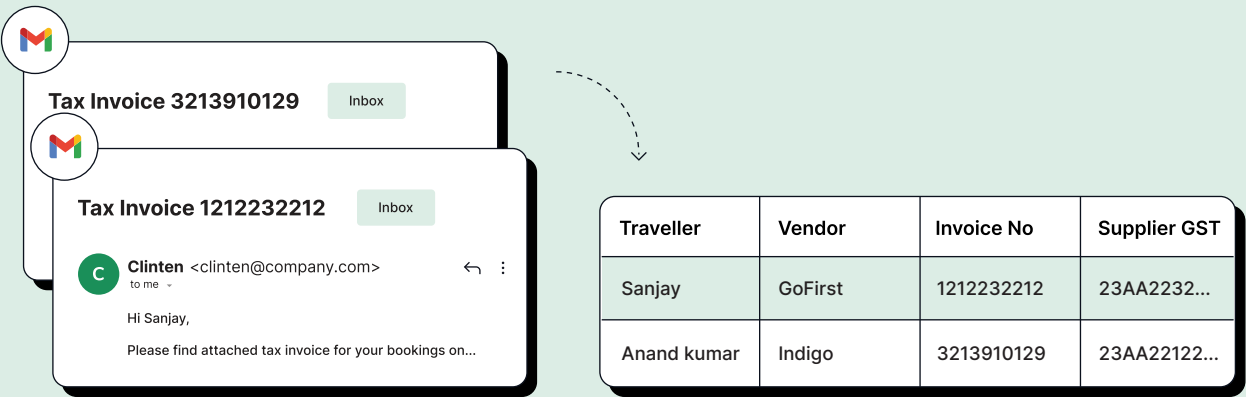 Tax Invoice 3213910129 Inbox
Tax Invoice 1212232212 Inbox
C Clinten <clinten@company.com>
to me
Hi Sanjay,
Please find attached tax invoice for your bookings on...
Traveller Vendor Invoice No Supplier GST
Sanjay GoFirst 1212232212 23AA2232...
Anand kumar Indigo 3213910129 23AA22122...